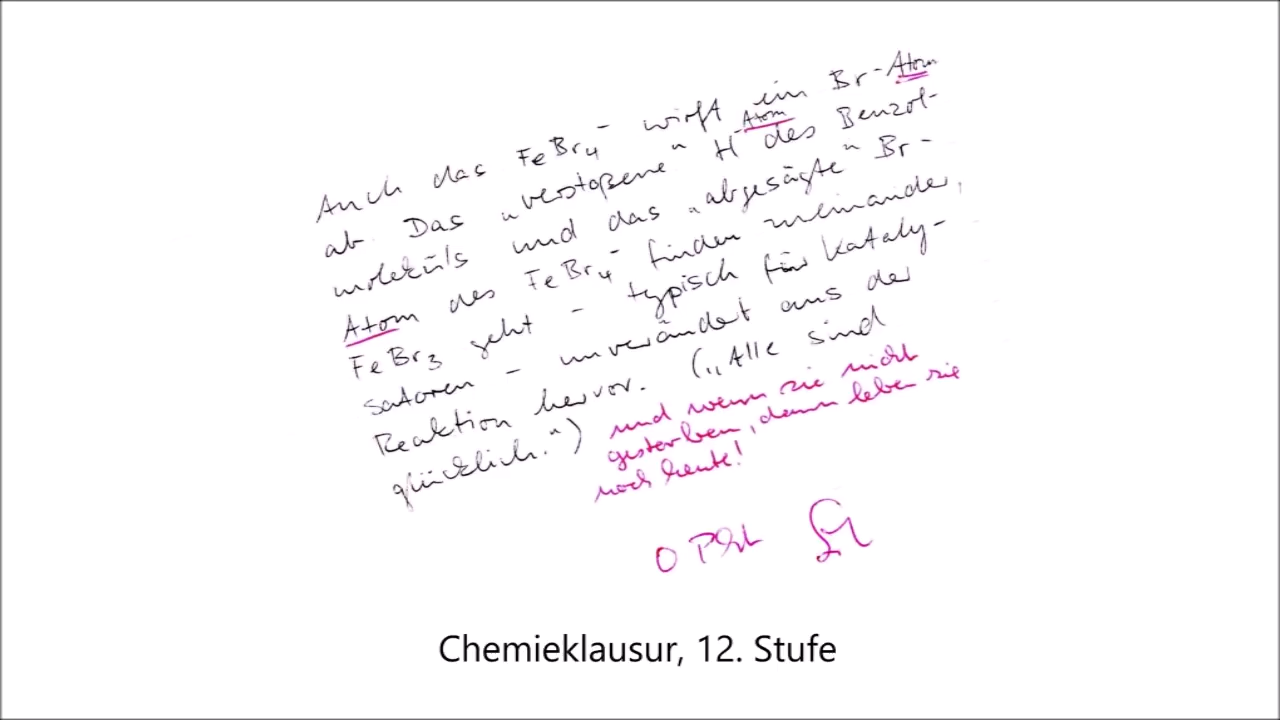 Auch das FeBr4⁻ wirft ein Br-Atom
ab. Das „verstoßene“ H Atom des Benzol-
moleküls und das „abgesägte“ Br-
Atom des FeBr4⁻ finden zueinander,
FeBr3 geht - typisch für Kataly-
satoren - unverändert aus der
Reaktion hervor. („Alle sind
glücklich.“) und wenn sie nicht
gestorben, dann leben sie
noch heute!
0 Pkt
Chemieklausur, 12. Stufe